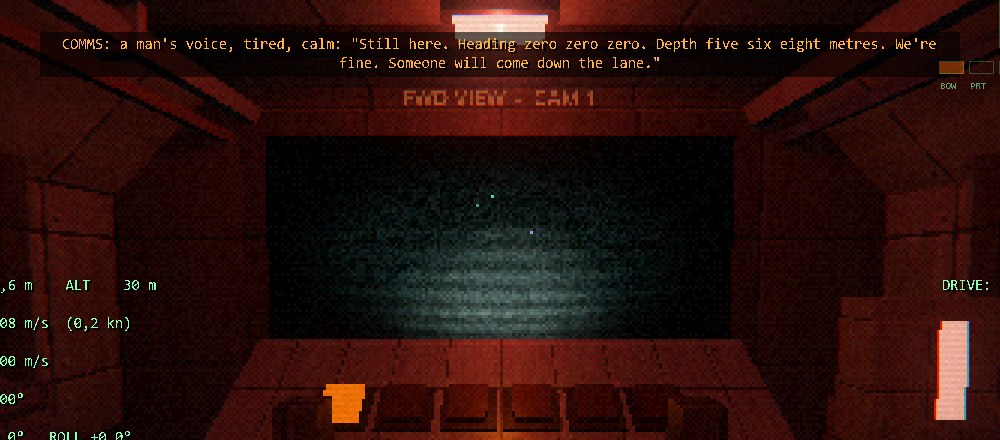 COMMS: a man's voice, tired, calm: "Still here. Heading zero zero zero. Depth five six eight metres. We're
fine. Someone will come down the lane."
BOW PRT
FWD VIEW - CAM 1
,6 m ALT 30 m
DRIVE:
08 m/s (0,2 kn)
00 m/s
00°
0° ROLL +0,0°